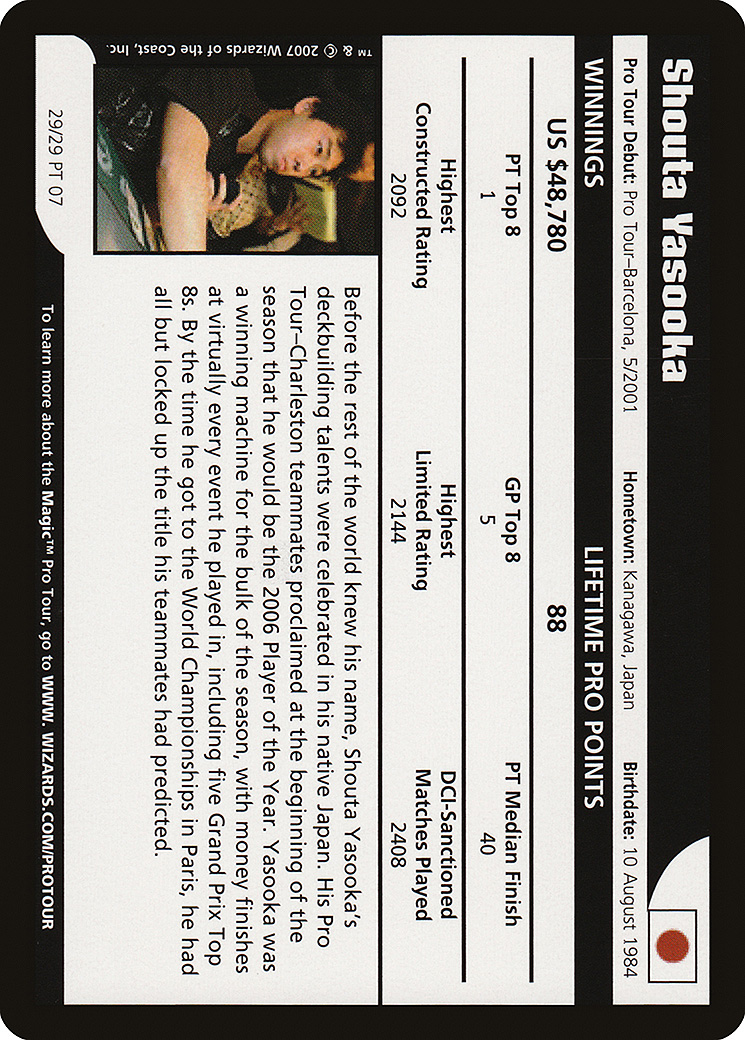 Shouta Yasooka
Pro Tour Debut: Pro Tour–Barcelona, 5/2001 Hometown: Kanagawa, Japan Birthdate: 10 August 1984
WINNINGS LIFETIME PRO POINTS
US $48,780 88
PT Top 8 GP Top 8 PT Median Finish
1 5 40
Highest Highest DCI-Sanctioned
Constructed Rating Limited Rating Matches Played
2092 2144 2408
Before the rest of the world knew his name, Shouta Yasooka's
deckbuilding talents were celebrated in his native Japan. His Pro
Tour–Charleston teammates proclaimed at the beginning of the
season that he would be the 2006 Player of the Year. Yasooka was
a winning machine for the bulk of the season, with money finishes
at virtually every event he played in, including five Grand Prix Top
8s. By the time he got to the World Championships in Paris, he had
all but locked up the title his teammates had predicted.
™ & © 2007 Wizards of the Coast, Inc.
29/29 PT 07
To learn more about the Magic™ Pro Tour, go to WWW. WIZARDS.COM/PROTOUR